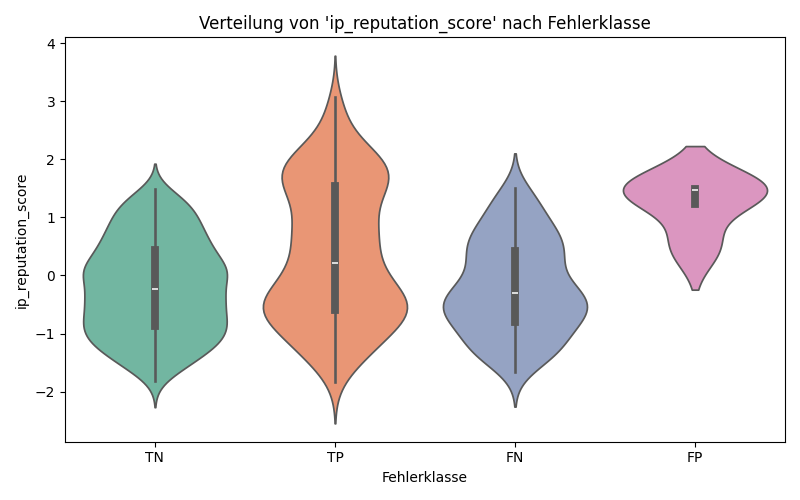 Verteilung von 'ip_reputation_score' nach Fehlerklasse
ip_reputation_score
4
3
2
1
0
−1
−2
TN TP FN FP
Fehlerklasse